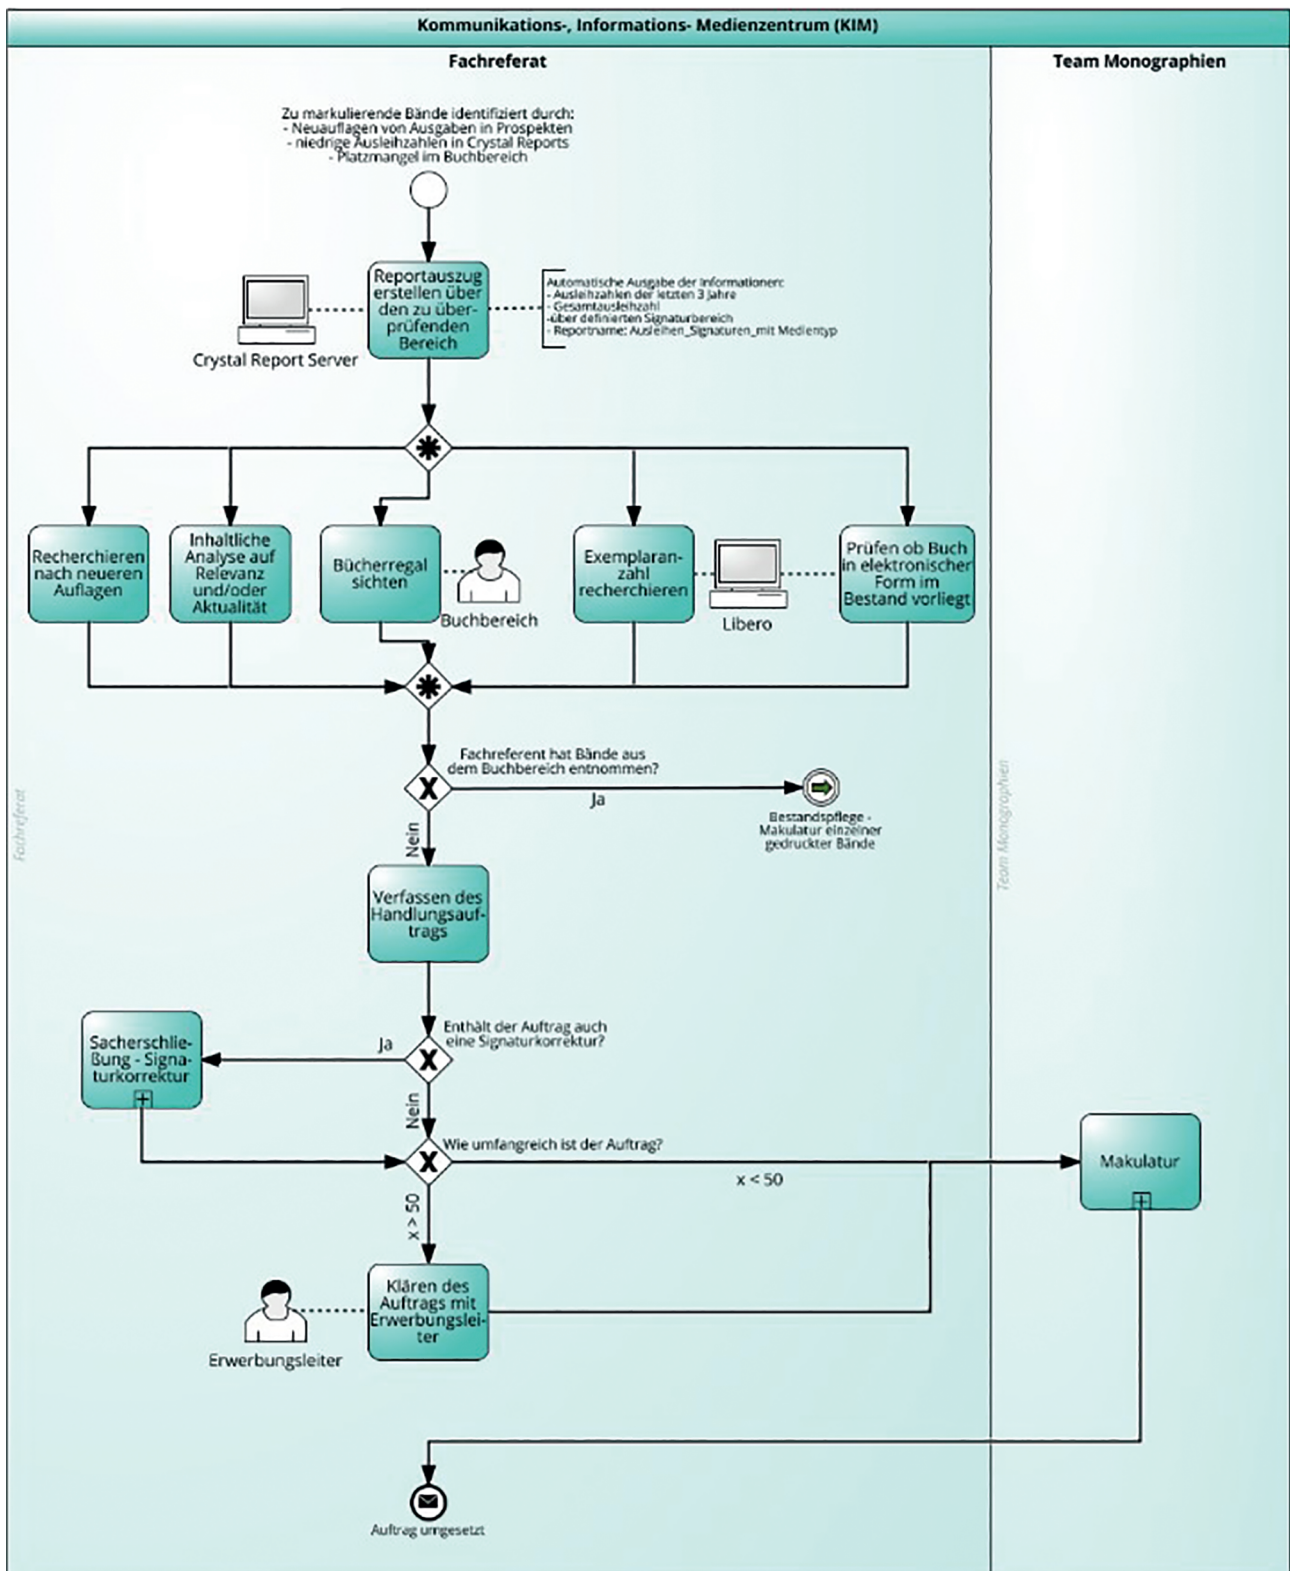 Kommunikations-, Informations- Medienzentrum (KIM)
Fachreferat
Team Monographien
Zu markulierende Bände identifiziert durch:
- Neuauflagen von Ausgaben in Prospekten
- niedrige Ausleihzahlen in Crystal Reports
- Platzmangel im Buchbereich
Reportauszug
erstellen über
den zu über-
prüfenden
Bereich
Crystal Report Server
Automatische Ausgabe der Informationen:
- Ausleihzahlen der letzten 3 Jahre
- Gesamtausleihzahl
-über definierten Signaturbereich
- Reportname: Ausleihen_Signaturen_mit Medientyp
Recherchieren
nach neueren
Auflagen
Inhaltliche
Analyse auf
Relevanz
und/oder
Aktualität
Bücherregal
sichten
Buchbereich
Exemplaran-
zahl
recherchieren
Libero
Prüfen ob Buch
in elektronischer
Form im
Bestand vorliegt
Fachreferent hat Bände aus
dem Buchbereich entnommen?
Ja
Nein
Bestandspflege -
Makulatur einzelner
gedruckter Bände
Fachreferat
Team Monographien
Verfassen des
Handlungsauf-
trags
Enthält der Auftrag auch
eine Signaturkorrektur?
Ja
Nein
Sacherschlie-
ßung - Signa-
turkorrektur
Wie umfangreich ist der Auftrag?
x < 50
x > 50
Makulatur
Klären des
Auftrags mit
Erwerbungslei-
ter
Erwerbungsleiter
Auftrag umgesetzt